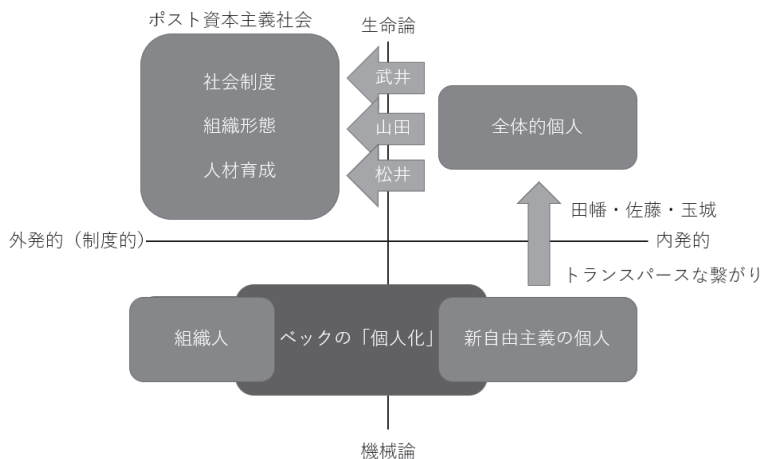 ポスト資本主義社会
生命論
社会制度
組織形態
人材育成
武井
山田
松井
全体的個人
田幡・佐藤・玉城
外発的（制度的）
内発的
トランスパースな繋がり
組織人
ベックの「個人化」
新自由主義の個人
機械論